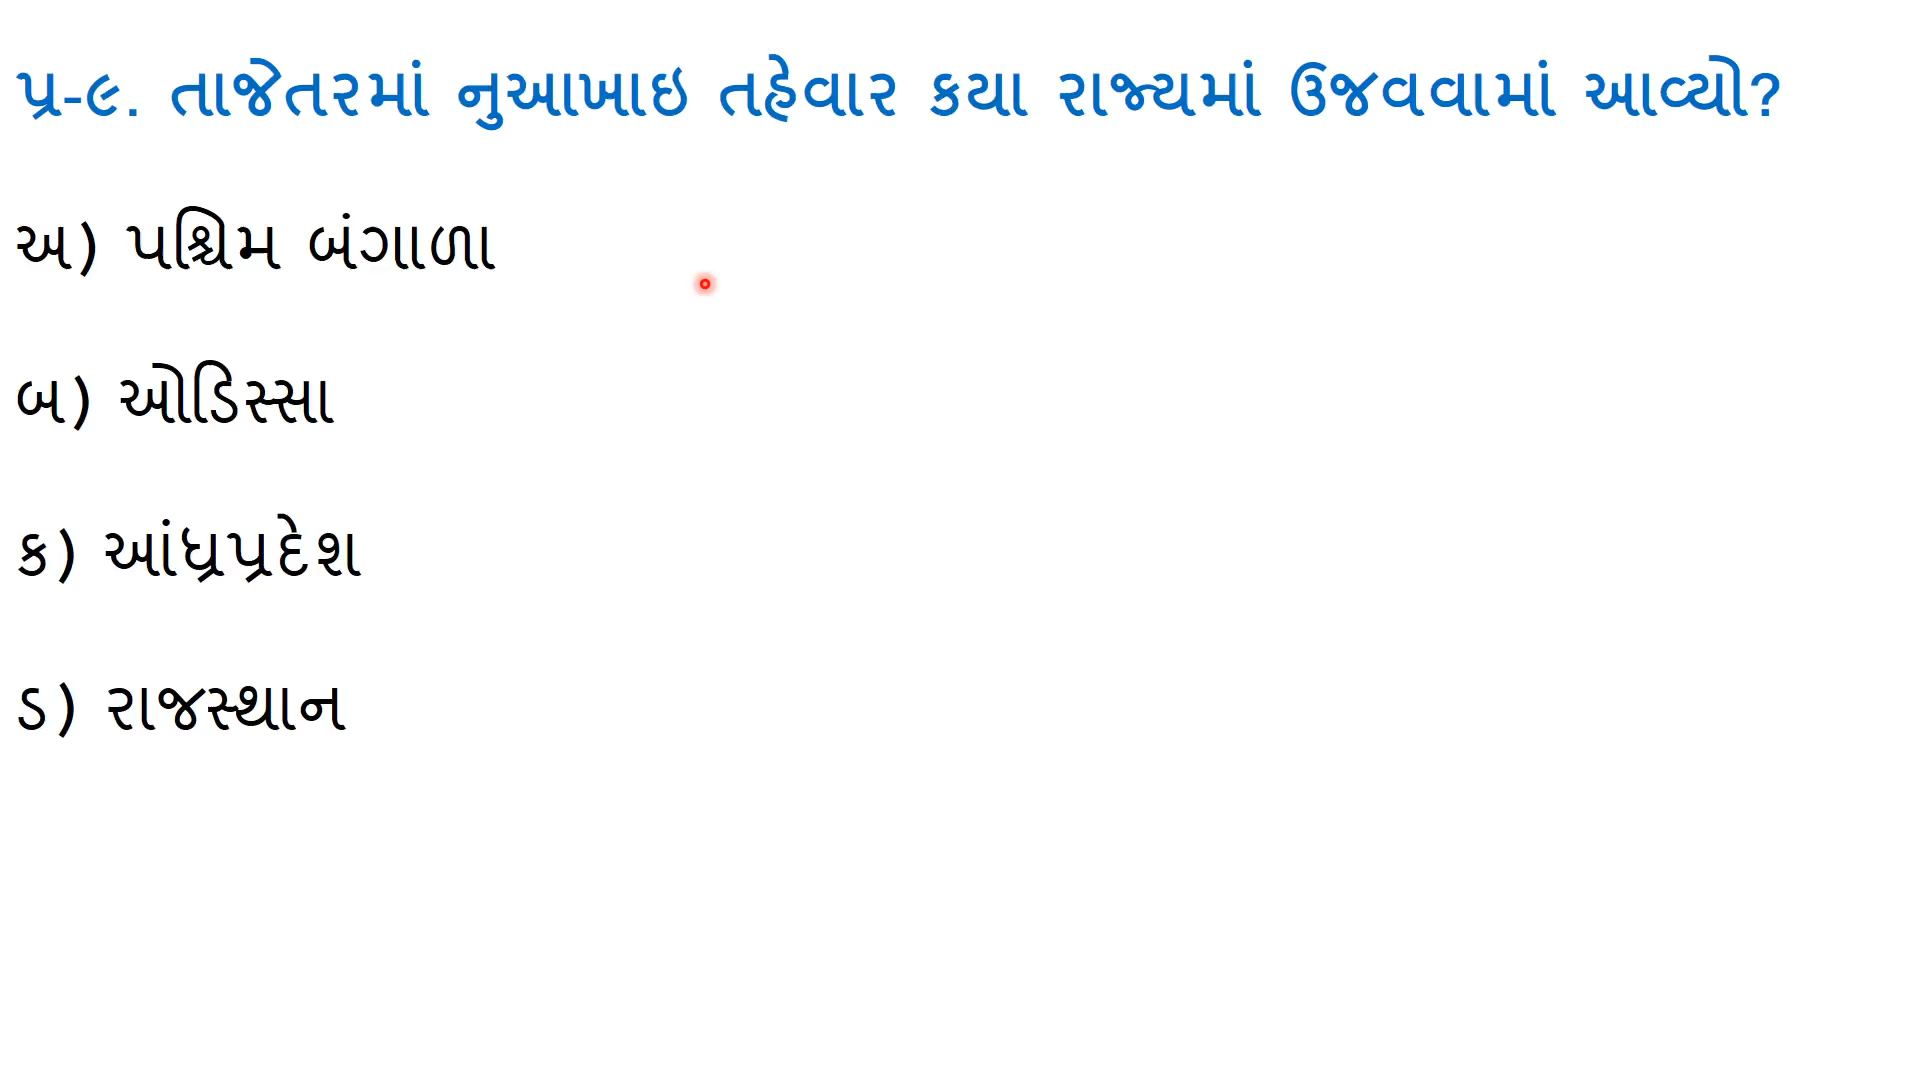 પ્ર-૯. તાજેતરમાં નુઆખાઇ તહેવાર કયા રાજ્યમાં ઉજવવામાં આવ્યો?
અ) પશ્ચિમ બંગાળા
બ) ઓડિસ્સા
ક) આંધ્રપ્રદેશ
ડ) રાજસ્થાન